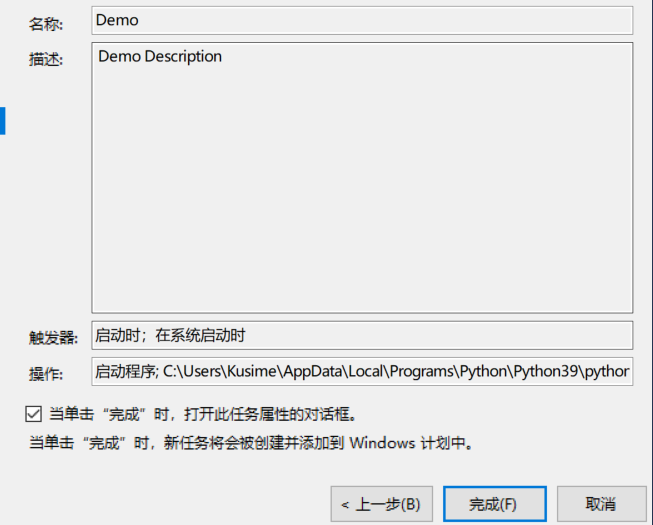 名称: Demo
描述: Demo Description
触发器: 启动时；在系统启动时
操作: 启动程序; C:\Users\Kusime\AppData\Local\Programs\Python\Python39\python
当单击“完成”时，打开此任务属性的对话框。
当单击“完成”时，新任务将会被创建并添加到 Windows 计划中。
< 上一步(B) 完成(F) 取消